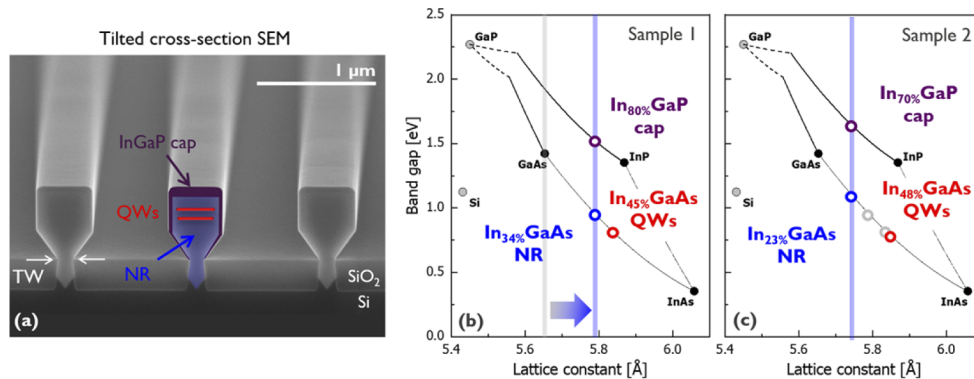 Tilted cross-section SEM
1 µm
InGaP cap
QWs
NR
TW
SiO2
Si
(a)
Band gap [eV]
2.5
2.0
1.5
1.0
0.5
0.0
5.4
5.6
5.8
6.0
Lattice constant [Å]
(b)
Sample 1
GaP
GaAs
Si
InP
InAs
In80%GaP
cap
In45%GaAs
QWs
In34%GaAs
NR
(c)
Sample 2
GaP
GaAs
Si
InP
InAs
In70%GaP
cap
In48%GaAs
QWs
In23%GaAs
NR
5.4
5.6
5.8
6.0
Lattice constant [Å]